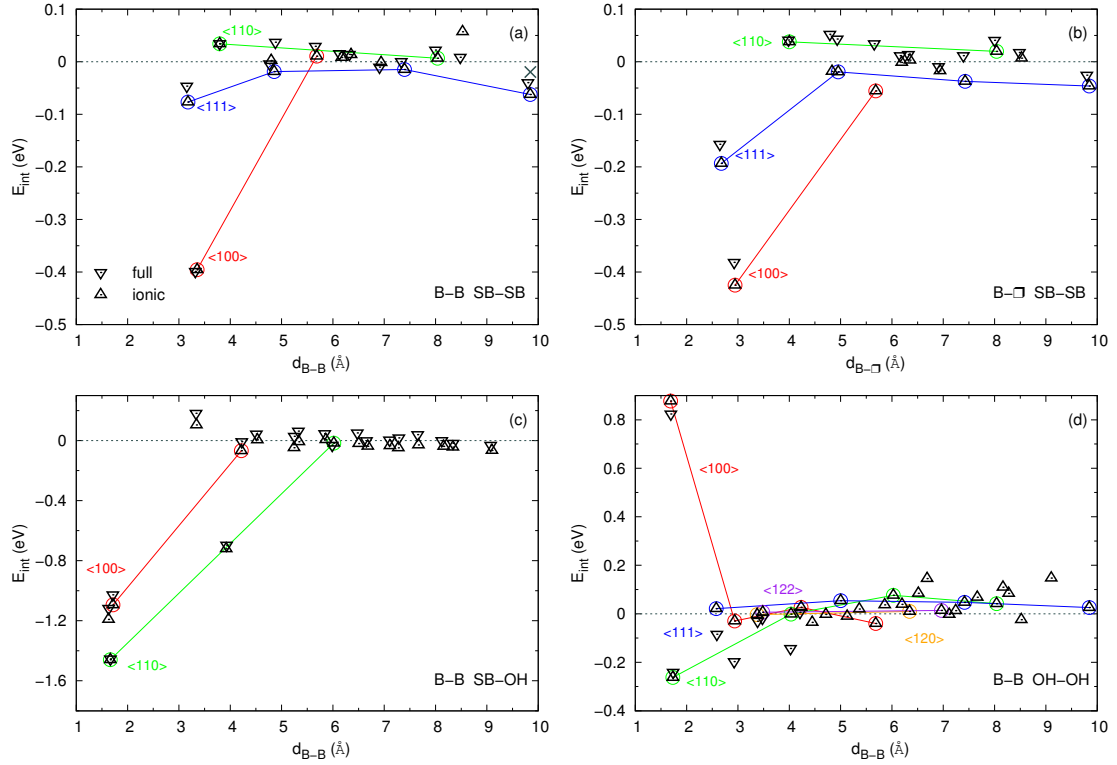 0.1
0
−0.1
−0.2
−0.3
−0.4
−0.5
E_int (eV)
(a)
<110>
<111>
<100>
full
ionic
B−B SB−SB
1 2 3 4 5 6 7 8 9 10
d_B−B (Å)
0.1
0
−0.1
−0.2
−0.3
−0.4
−0.5
E_int (eV)
(b)
<110>
<111>
<100>
B−❒ SB−SB
1 2 3 4 5 6 7 8 9 10
d_B−❒ (Å)
0
−0.4
−0.8
−1.2
−1.6
E_int (eV)
(c)
<100>
<110>
B−B SB−OH
1 2 3 4 5 6 7 8 9 10
d_B−B (Å)
0.8
0.6
0.4
0.2
0
−0.2
−0.4
E_int (eV)
(d)
<100>
<122>
<111>
<120>
<110>
B−B OH−OH
1 2 3 4 5 6 7 8 9 10
d_B−B (Å)